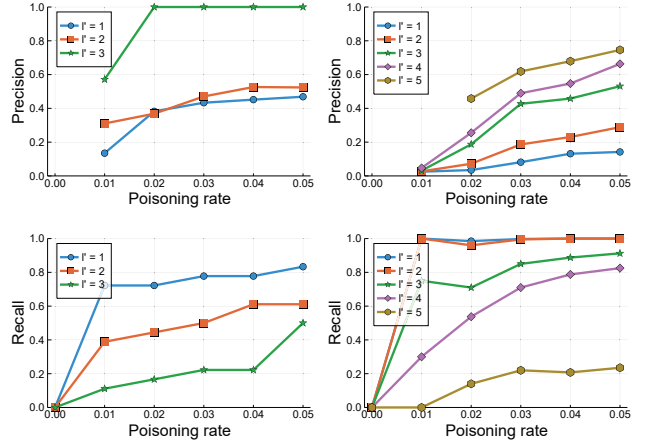 1.0
0.8
0.6
0.4
0.2
0.0
Precision
l' = 1
l' = 2
l' = 3
0.00 0.01 0.02 0.03 0.04 0.05
Poisoning rate
1.0
0.8
0.6
0.4
0.2
0.0
Precision
l' = 1
l' = 2
l' = 3
l' = 4
l' = 5
0.00 0.01 0.02 0.03 0.04 0.05
Poisoning rate
1.0
0.8
0.6
0.4
0.2
0.0
Recall
l' = 1
l' = 2
l' = 3
0.00 0.01 0.02 0.03 0.04 0.05
Poisoning rate
1.0
0.8
0.6
0.4
0.2
0.0
Recall
l' = 1
l' = 2
l' = 3
l' = 4
l' = 5
0.00 0.01 0.02 0.03 0.04 0.05
Poisoning rate